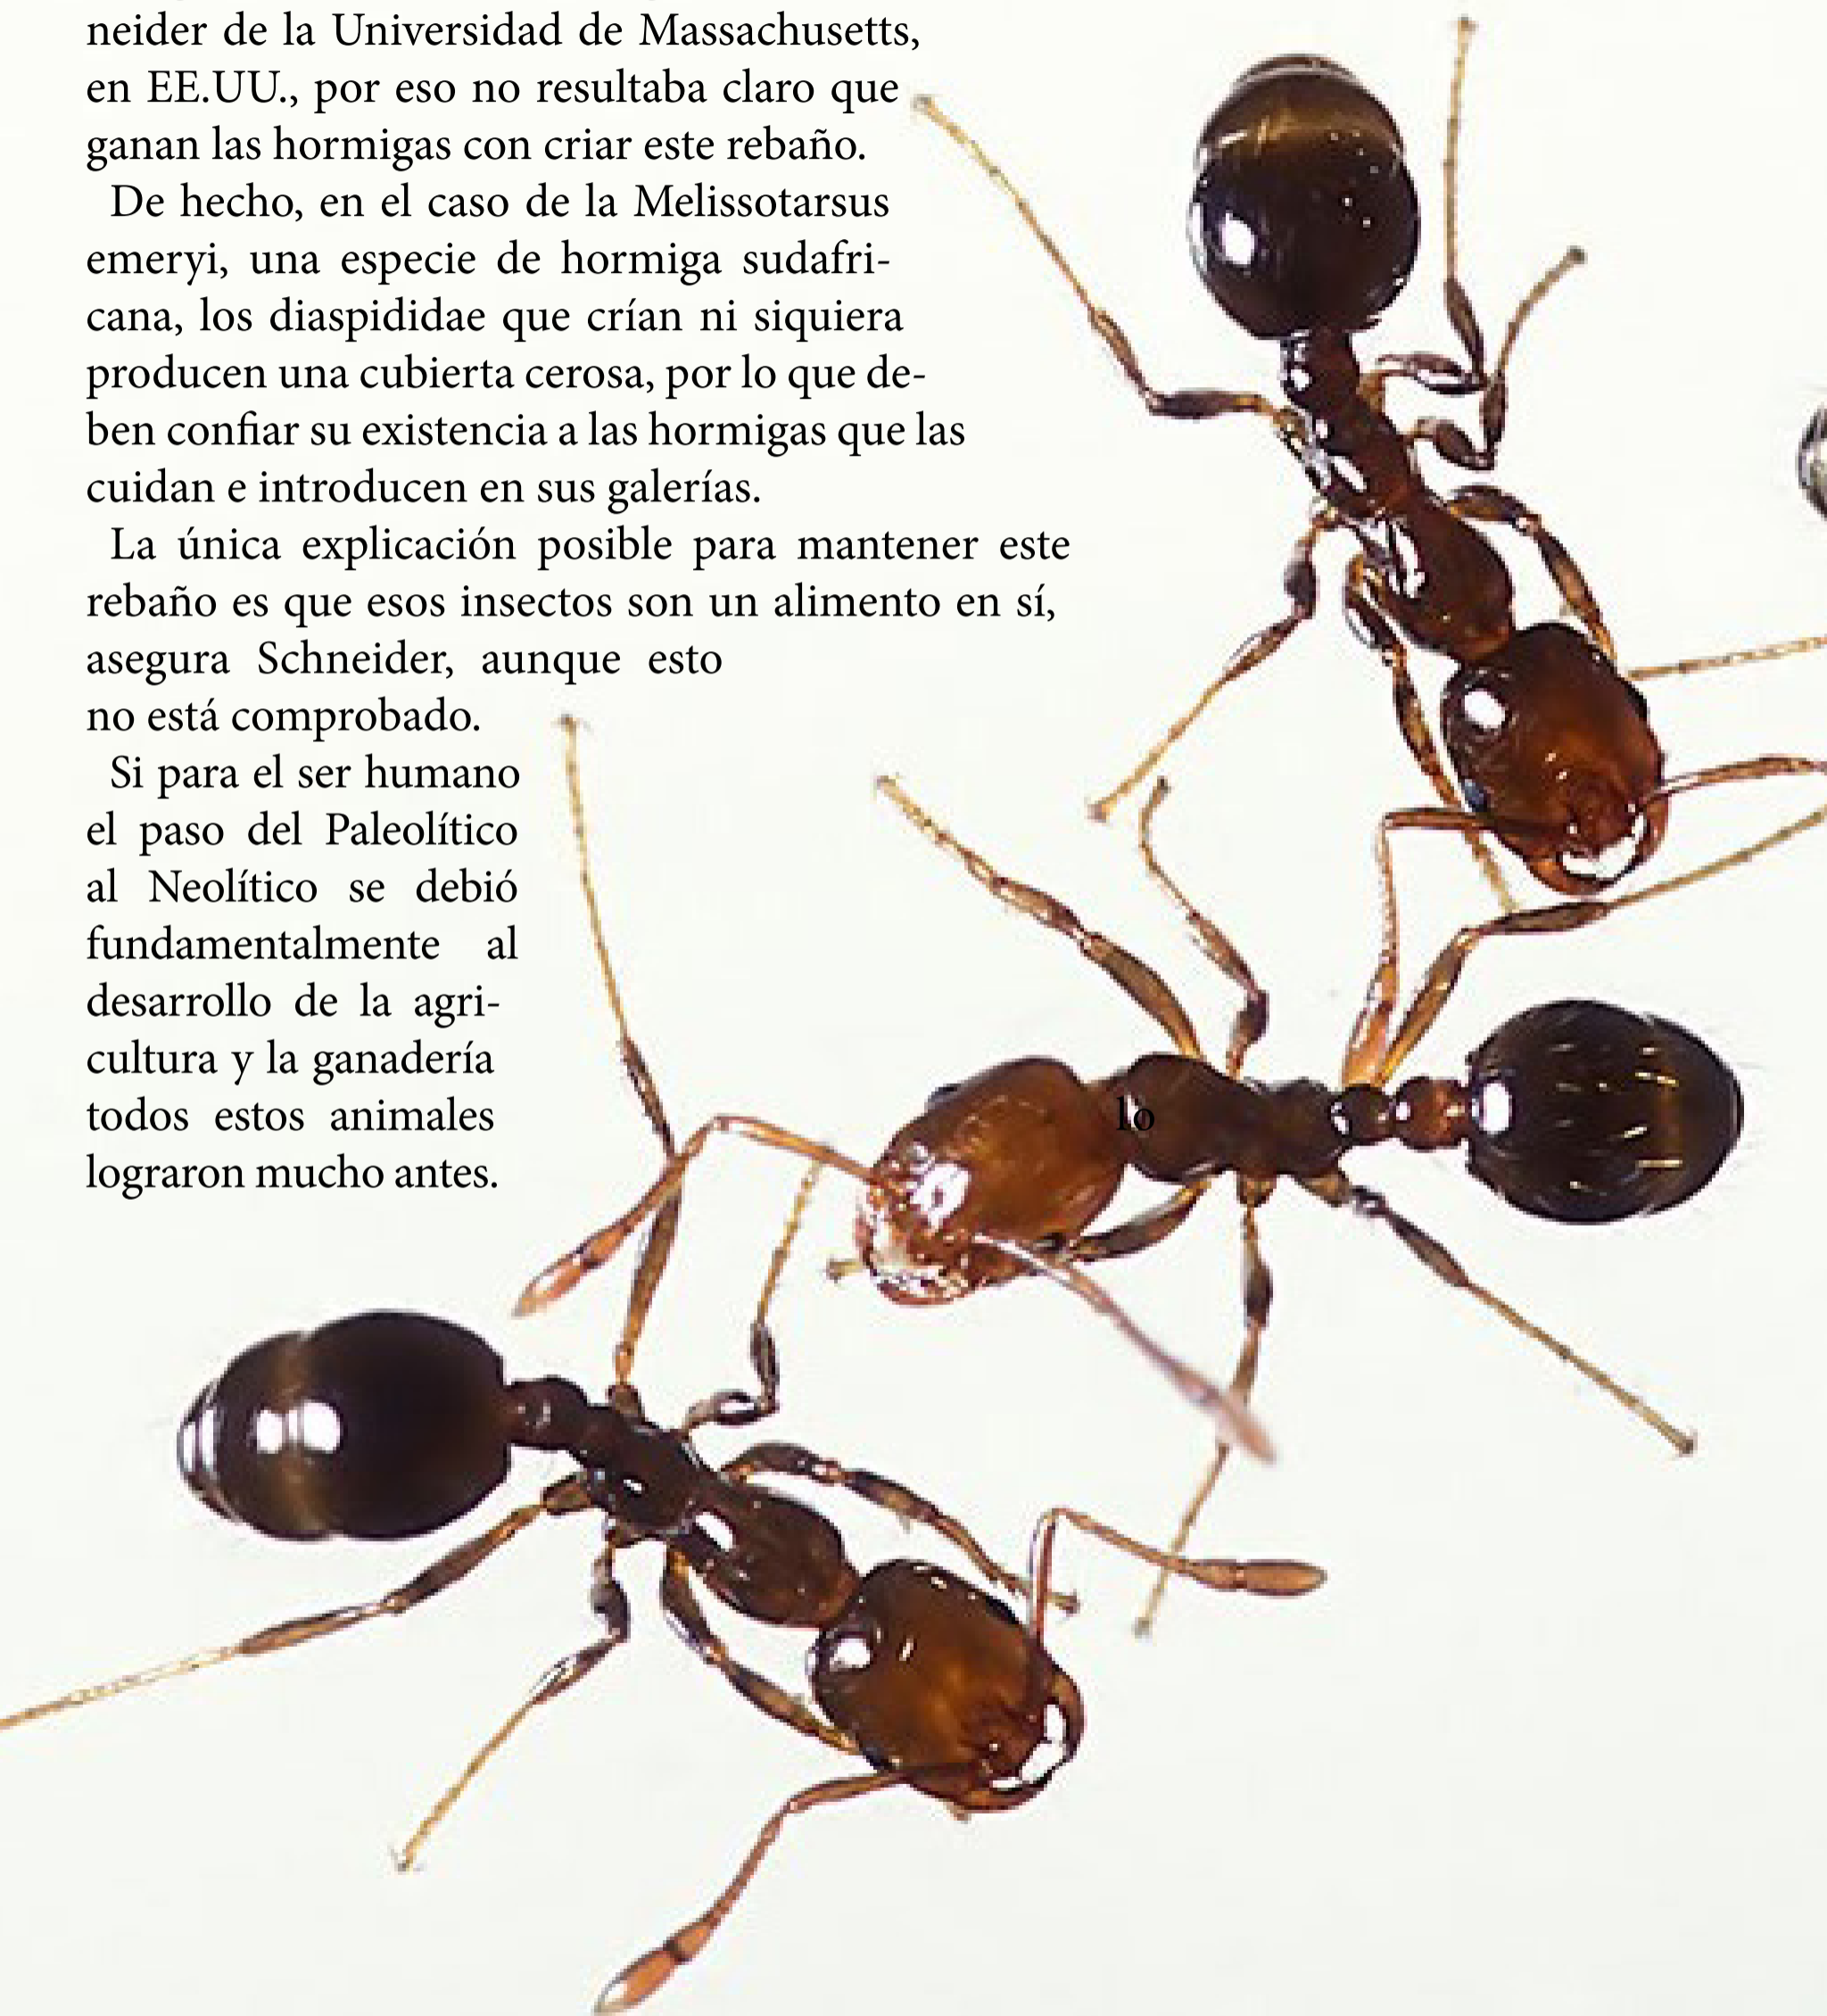 neider de la Universidad de Massachusetts,
en EE.UU., por eso no resultaba claro que
ganan las hormigas con criar este rebaño.
De hecho, en el caso de la Melissotarsus
emeryi, una especie de hormiga sudafri-
cana, los diaspididae que crían ni siquiera
producen una cubierta cerosa, por lo que de-
ben confiar su existencia a las hormigas que las
cuidan e introducen en sus galerías.
La única explicación posible para mantener este
rebaño es que esos insectos son un alimento en sí,
asegura Schneider, aunque esto
no está comprobado.
Si para el ser humano
el paso del Paleolítico
al Neolítico se debió
fundamentalmente al
desarrollo de la agri-
cultura y la ganadería
todos estos animales lo
lograron mucho antes.